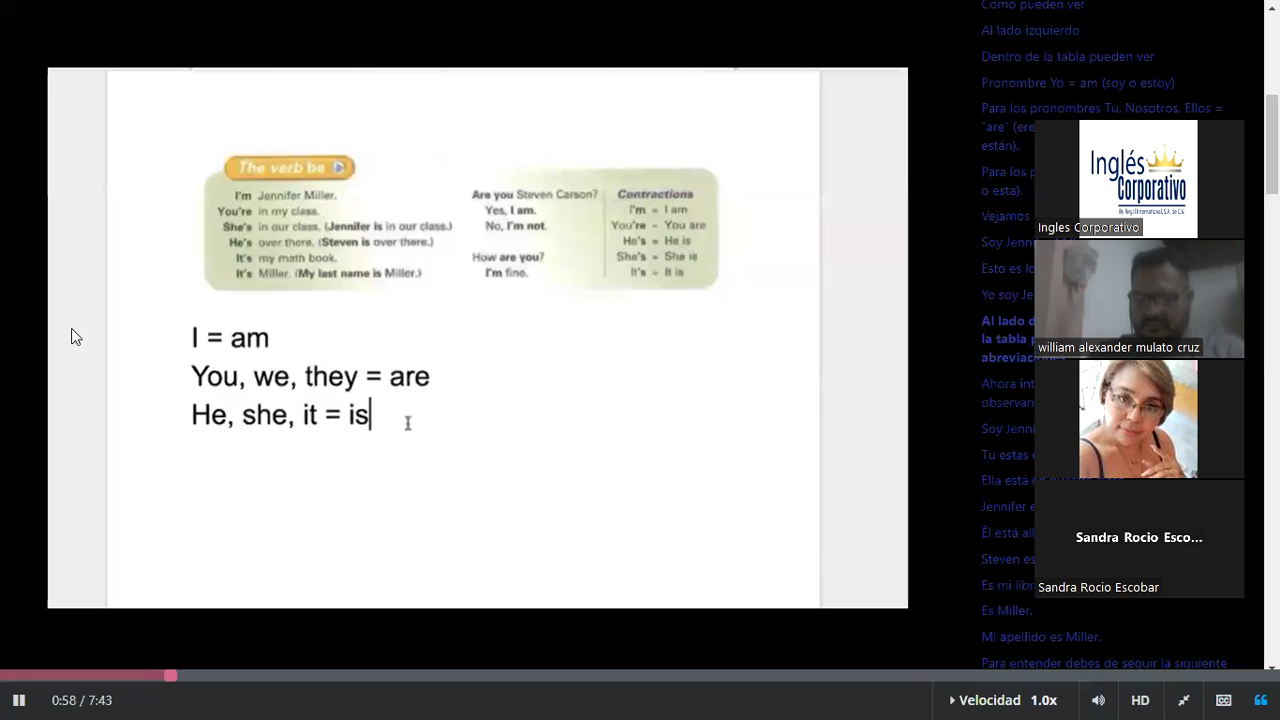 The verb be
I'm Jennifer Miller.
You're in my class.
She's in our class. (Jennifer is in our class.)
He's over there. (Steven is over there.)
It's my math book.
It's Miller. (My last name is Miller.)
Are you Steven Carson?
Yes, I am.
No, I'm not.
How are you?
I'm fine.
Contractions
I'm = I am
You're = You are
He's = He is
She's = She is
It's = It is
I = am
You, we, they = are
He, she, it = is
Como pueden ver
Al lado izquierdo
Dentro de la tabla pueden ver
Pronombre Yo = am (soy o estoy)
Para los pronombres Tu, Nosotros, Ellos =
"are" (ere
están).
Para los p
o esta).
Vejamos
Soy Jenn
Esto es lo
Yo soy Je
Al lado d
la tabla p
abreviaci
Ahora int
observan
Soy Jenni
Tu estas
Ella está
Jennifer e
Él está all
Steven es
Es mi libr
Es Miller.
Mi apellido es Miller.
Para entender debes de seguir la siguiente
Inglés
Corporativo
Ingles Corporativo
william alexander mulato cruz
Sandra Rocio Esco...
Sandra Rocio Escobar
0:58 / 7:43
Velocidad 1.0x
HD
CC